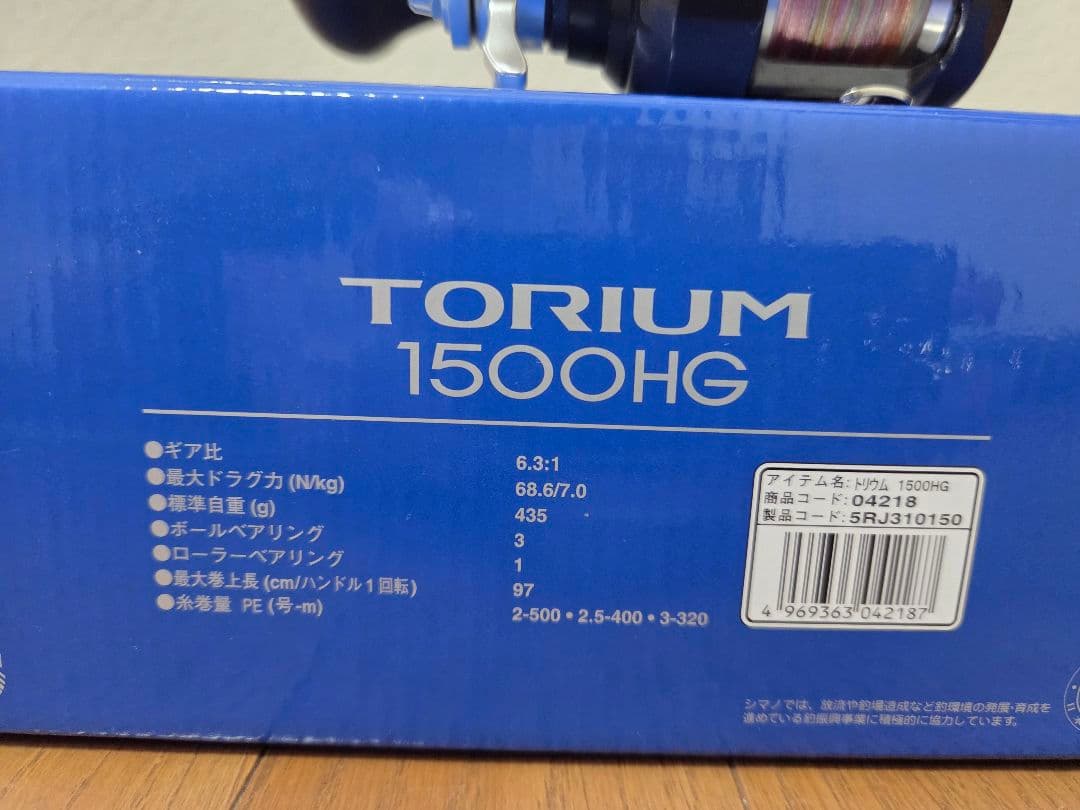 TORIUM
1500HG
●ギア比 6.3:1
●最大ドラグ力(N/kg) 68.6/7.0
●標準自重(g) 435
●ボールベアリング 3
●ローラーベアリング 1
●最大巻上長(cm/ハンドル1回転) 97
●糸巻量 PE(号-m) 2-500・2.5-400・3-320
アイテム名:トリウム 1500HG
商品コード:04218
製品コード:5RJ310150
4 969363 042187
シマノでは、放流や釣場造成など釣環境の発展・育成を
進めている釣振興事業に積極的に協力しています。